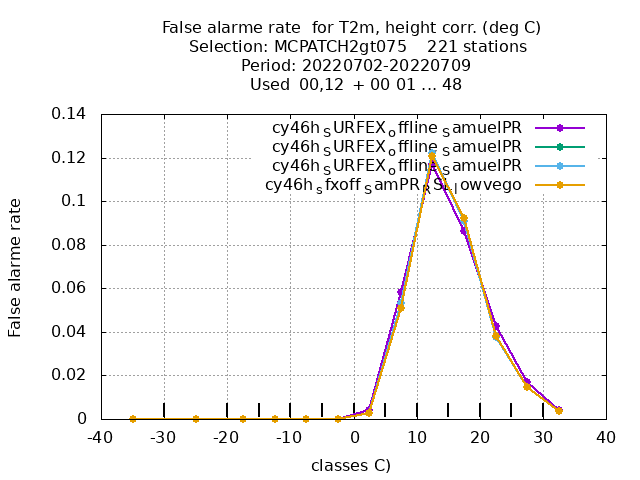 False alarme rate  for T2m, height corr. (deg C)
Selection: MCPATCH2gt075    221 stations
Period: 20220702-20220709
Used  00,12  + 00 01 ... 48
False alarme rate
0.14
0.12
0.1
0.08
0.06
0.04
0.02
0
cy46h_SURFEX_offline_SamuelPR
cy46h_SURFEX_offline_SamuelPR
cy46h_SURFEX_offline_SamuelPR
-40
-30
-20
-10
0
10
20
30
40
classes C)